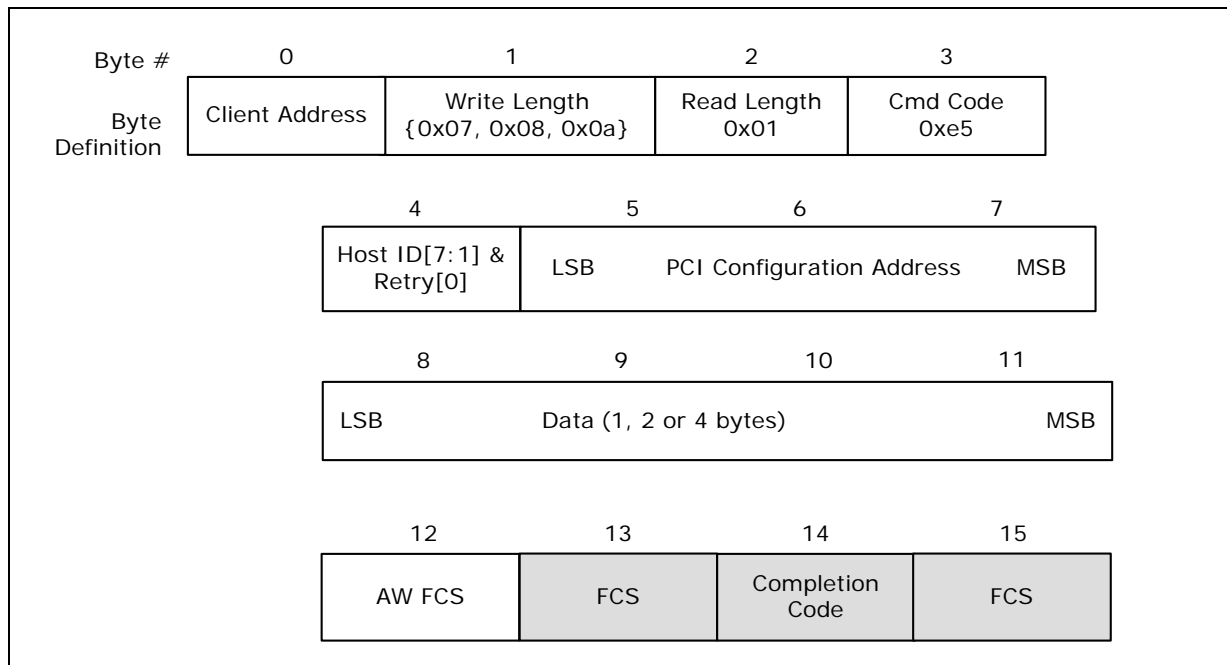 Byte # 0 1 2 3
Byte
Definition
Client Address
Write Length
{0x07, 0x08, 0x0a}
Read Length
0x01
Cmd Code
0xe5
4 5 6 7
Host ID[7:1] &
Retry[0]
LSB PCI Configuration Address MSB
8 9 10 11
LSB Data (1, 2 or 4 bytes) MSB
12 13 14 15
AW FCS
FCS
Completion
Code
FCS